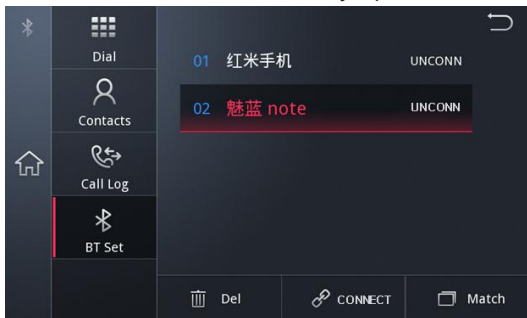 Dial
Contacts
Call Log
BT Set
01 红米手机 UNCONN
02 魅蓝 note UNCONN
Del CONNECT Match